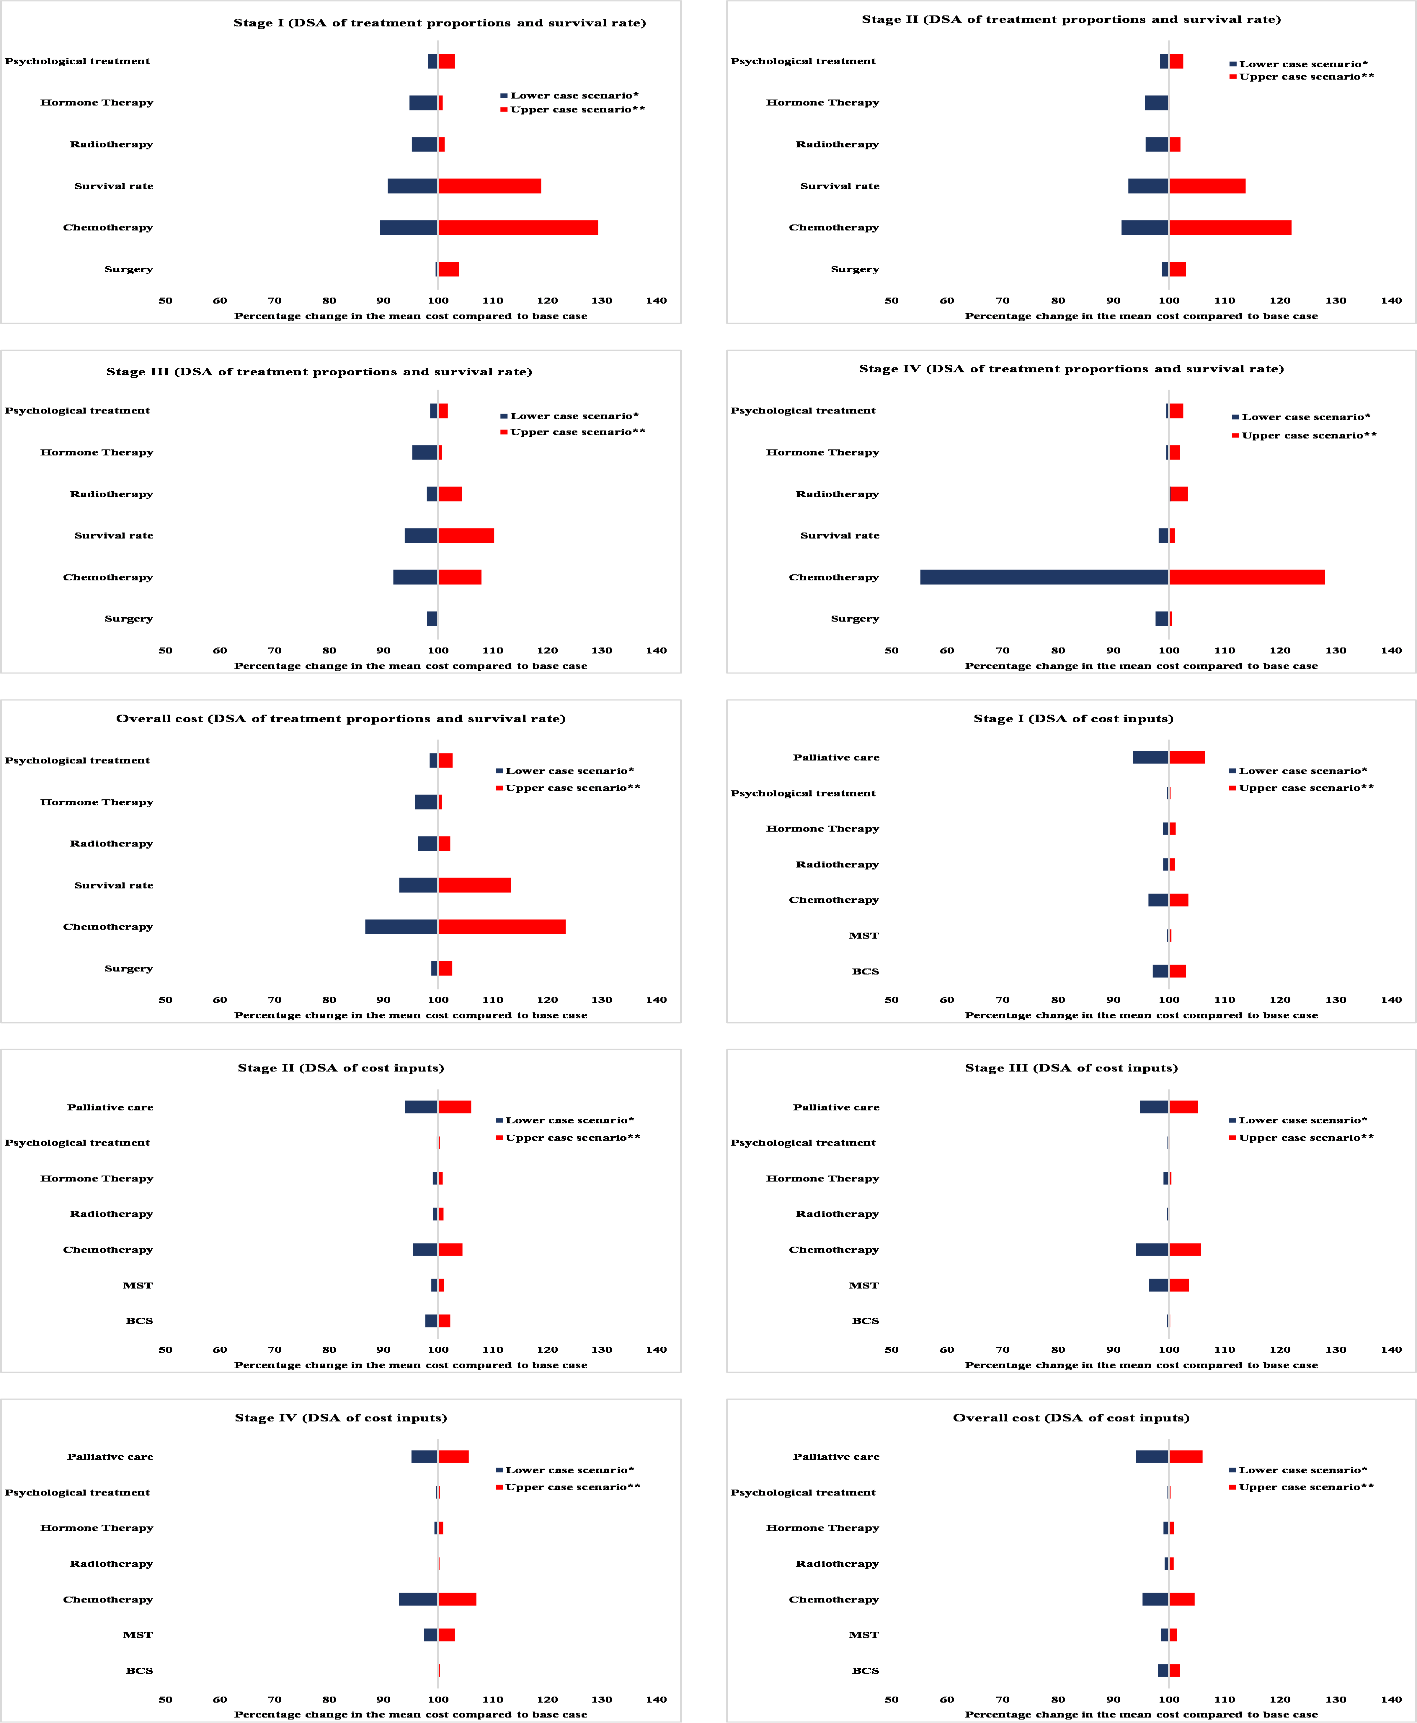 Stage I (DSA of treatment proportions and survival rate)
Psychological treatment
Hormone Therapy
Radiotherapy
Survival rate
Chemotherapy
Surgery
Lower case scenario*
Upper case scenario**
50 60 70 80 90 100 110 120 130 140
Percentage change in the mean cost compared to base case
Stage II (DSA of treatment proportions and survival rate)
Psychological treatment
Hormone Therapy
Radiotherapy
Survival rate
Chemotherapy
Surgery
Lower case scenario*
Upper case scenario**
50 60 70 80 90 100 110 120 130 140
Percentage change in the mean cost compared to base case
Stage III (DSA of treatment proportions and survival rate)
Psychological treatment
Hormone Therapy
Radiotherapy
Survival rate
Chemotherapy
Surgery
Lower case scenario*
Upper case scenario**
50 60 70 80 90 100 110 120 130 140
Percentage change in the mean cost compared to base case
Stage IV (DSA of treatment proportions and survival rate)
Psychological treatment
Hormone Therapy
Radiotherapy
Survival rate
Chemotherapy
Surgery
Lower case scenario*
Upper case scenario**
50 60 70 80 90 100 110 120 130 140
Percentage change in the mean cost compared to base case
Overall cost (DSA of treatment proportions and survival rate)
Psychological treatment
Hormone Therapy
Radiotherapy
Survival rate
Chemotherapy
Surgery
Lower case scenario*
Upper case scenario**
50 60 70 80 90 100 110 120 130 140
Percentage change in the mean cost compared to base case
Stage I (DSA of cost inputs)
Palliative care
Psychological treatment
Hormone Therapy
Radiotherapy
Chemotherapy
MST
BCS
Lower case scenario*
Upper case scenario**
50 60 70 80 90 100 110 120 130 140
Percentage change in the mean cost compared to base case
Stage II (DSA of cost inputs)
Palliative care
Psychological treatment
Hormone Therapy
Radiotherapy
Chemotherapy
MST
BCS
Lower case scenario*
Upper case scenario**
50 60 70 80 90 100 110 120 130 140
Percentage change in the mean cost compared to base case
Stage III (DSA of cost inputs)
Palliative care
Psychological treatment
Hormone Therapy
Radiotherapy
Chemotherapy
MST
BCS
Lower case scenario*
Upper case scenario**
50 60 70 80 90 100 110 120 130 140
Percentage change in the mean cost compared to base case
Stage IV (DSA of cost inputs)
Palliative care
Psychological treatment
Hormone Therapy
Radiotherapy
Chemotherapy
MST
BCS
Lower case scenario*
Upper case scenario**
50 60 70 80 90 100 110 120 130 140
Percentage change in the mean cost compared to base case
Overall cost (DSA of cost inputs)
Palliative care
Psychological treatment
Hormone Therapy
Radiotherapy
Chemotherapy
MST
BCS
Lower case scenario*
Upper case scenario**
50 60 70 80 90 100 110 120 130 140
Percentage change in the mean cost compared to base case